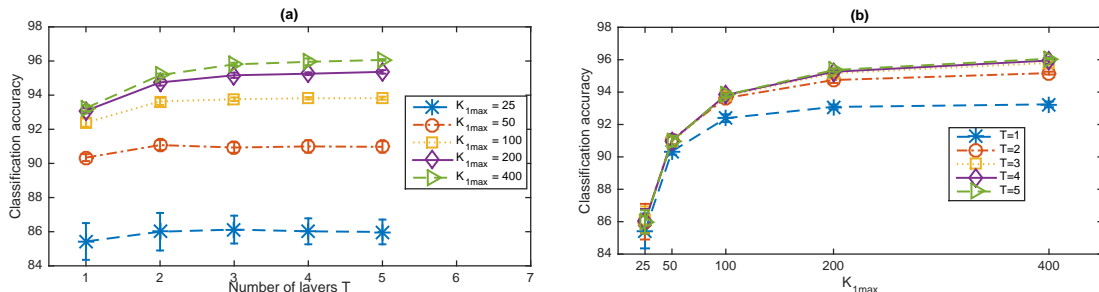 (a)
Classification accuracy
98
96
94
92
90
88
86
84
1 2 3 4 5 6 7
Number of layers T
K1max = 25
K1max = 50
K1max = 100
K1max = 200
K1max = 400
(b)
Classification accuracy
98
96
94
92
90
88
86
84
25 50 100 200 400
K1max
T=1
T=2
T=3
T=4
T=5